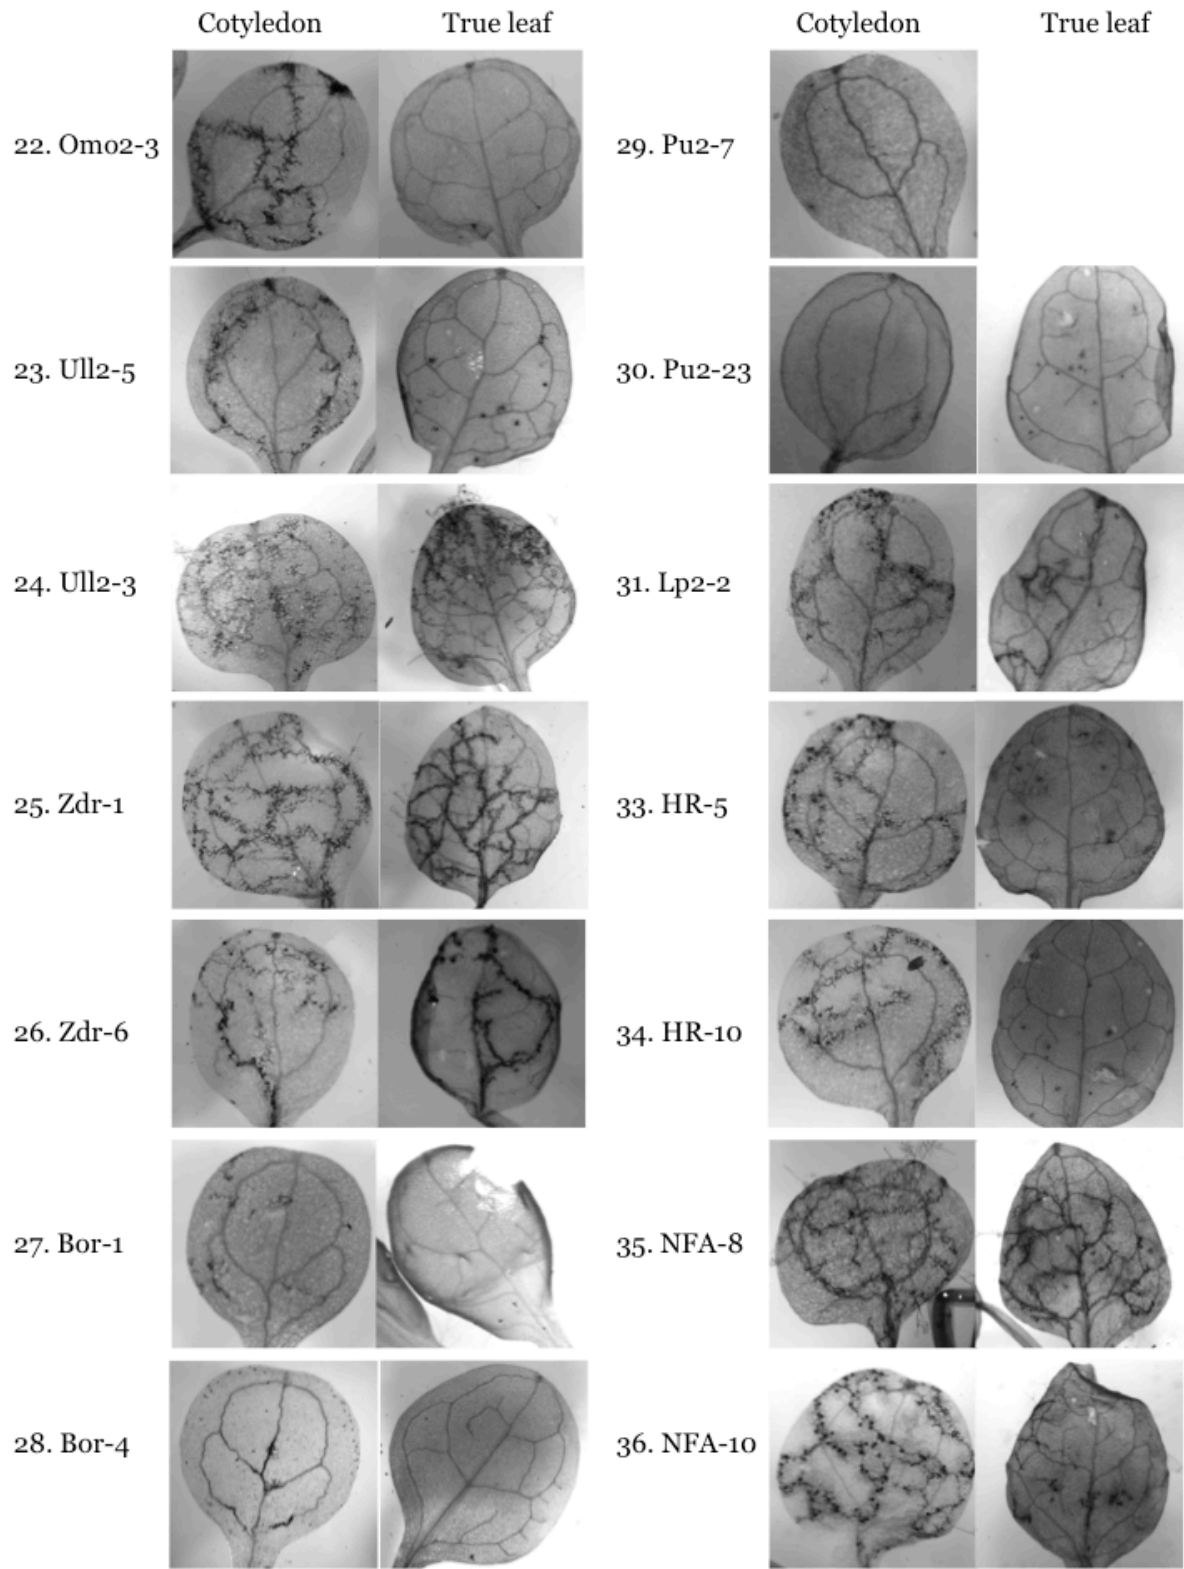 Cotyledon True leaf Cotyledon True leaf
22. Omo2-3
29. Pu2-7
23. Ull2-5
30. Pu2-23
24. Ull2-3
31. Lp2-2
25. Zdr-1
33. HR-5
26. Zdr-6
34. HR-10
27. Bor-1
35. NFA-8
28. Bor-4
36. NFA-10